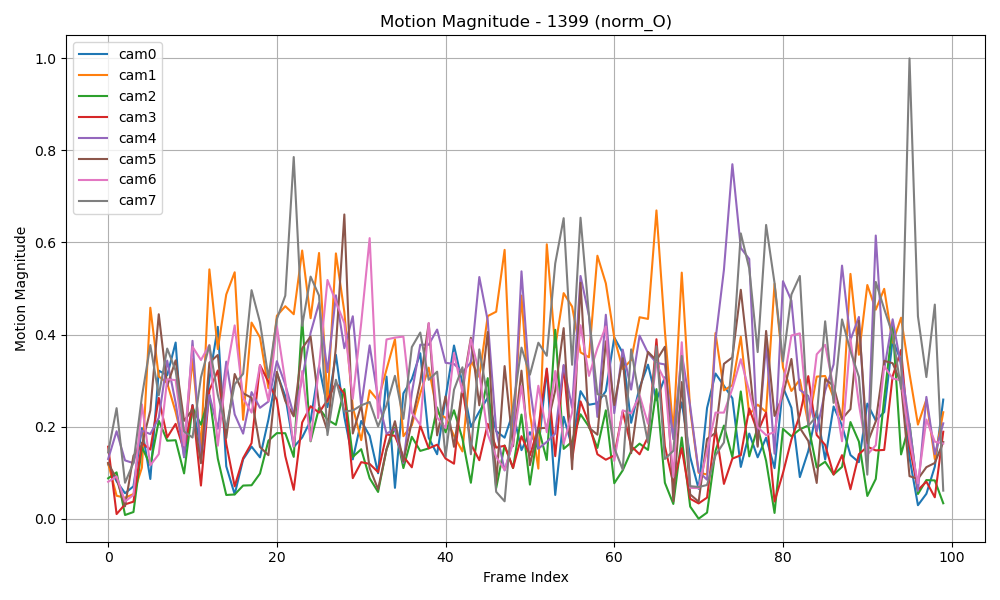 Motion Magnitude - 1399 (norm_O)
cam0
cam1
cam2
cam3
cam4
cam5
cam6
cam7
Motion Magnitude
1.0
0.8
0.6
0.4
0.2
0.0
0 20 40 60 80 100
Frame Index